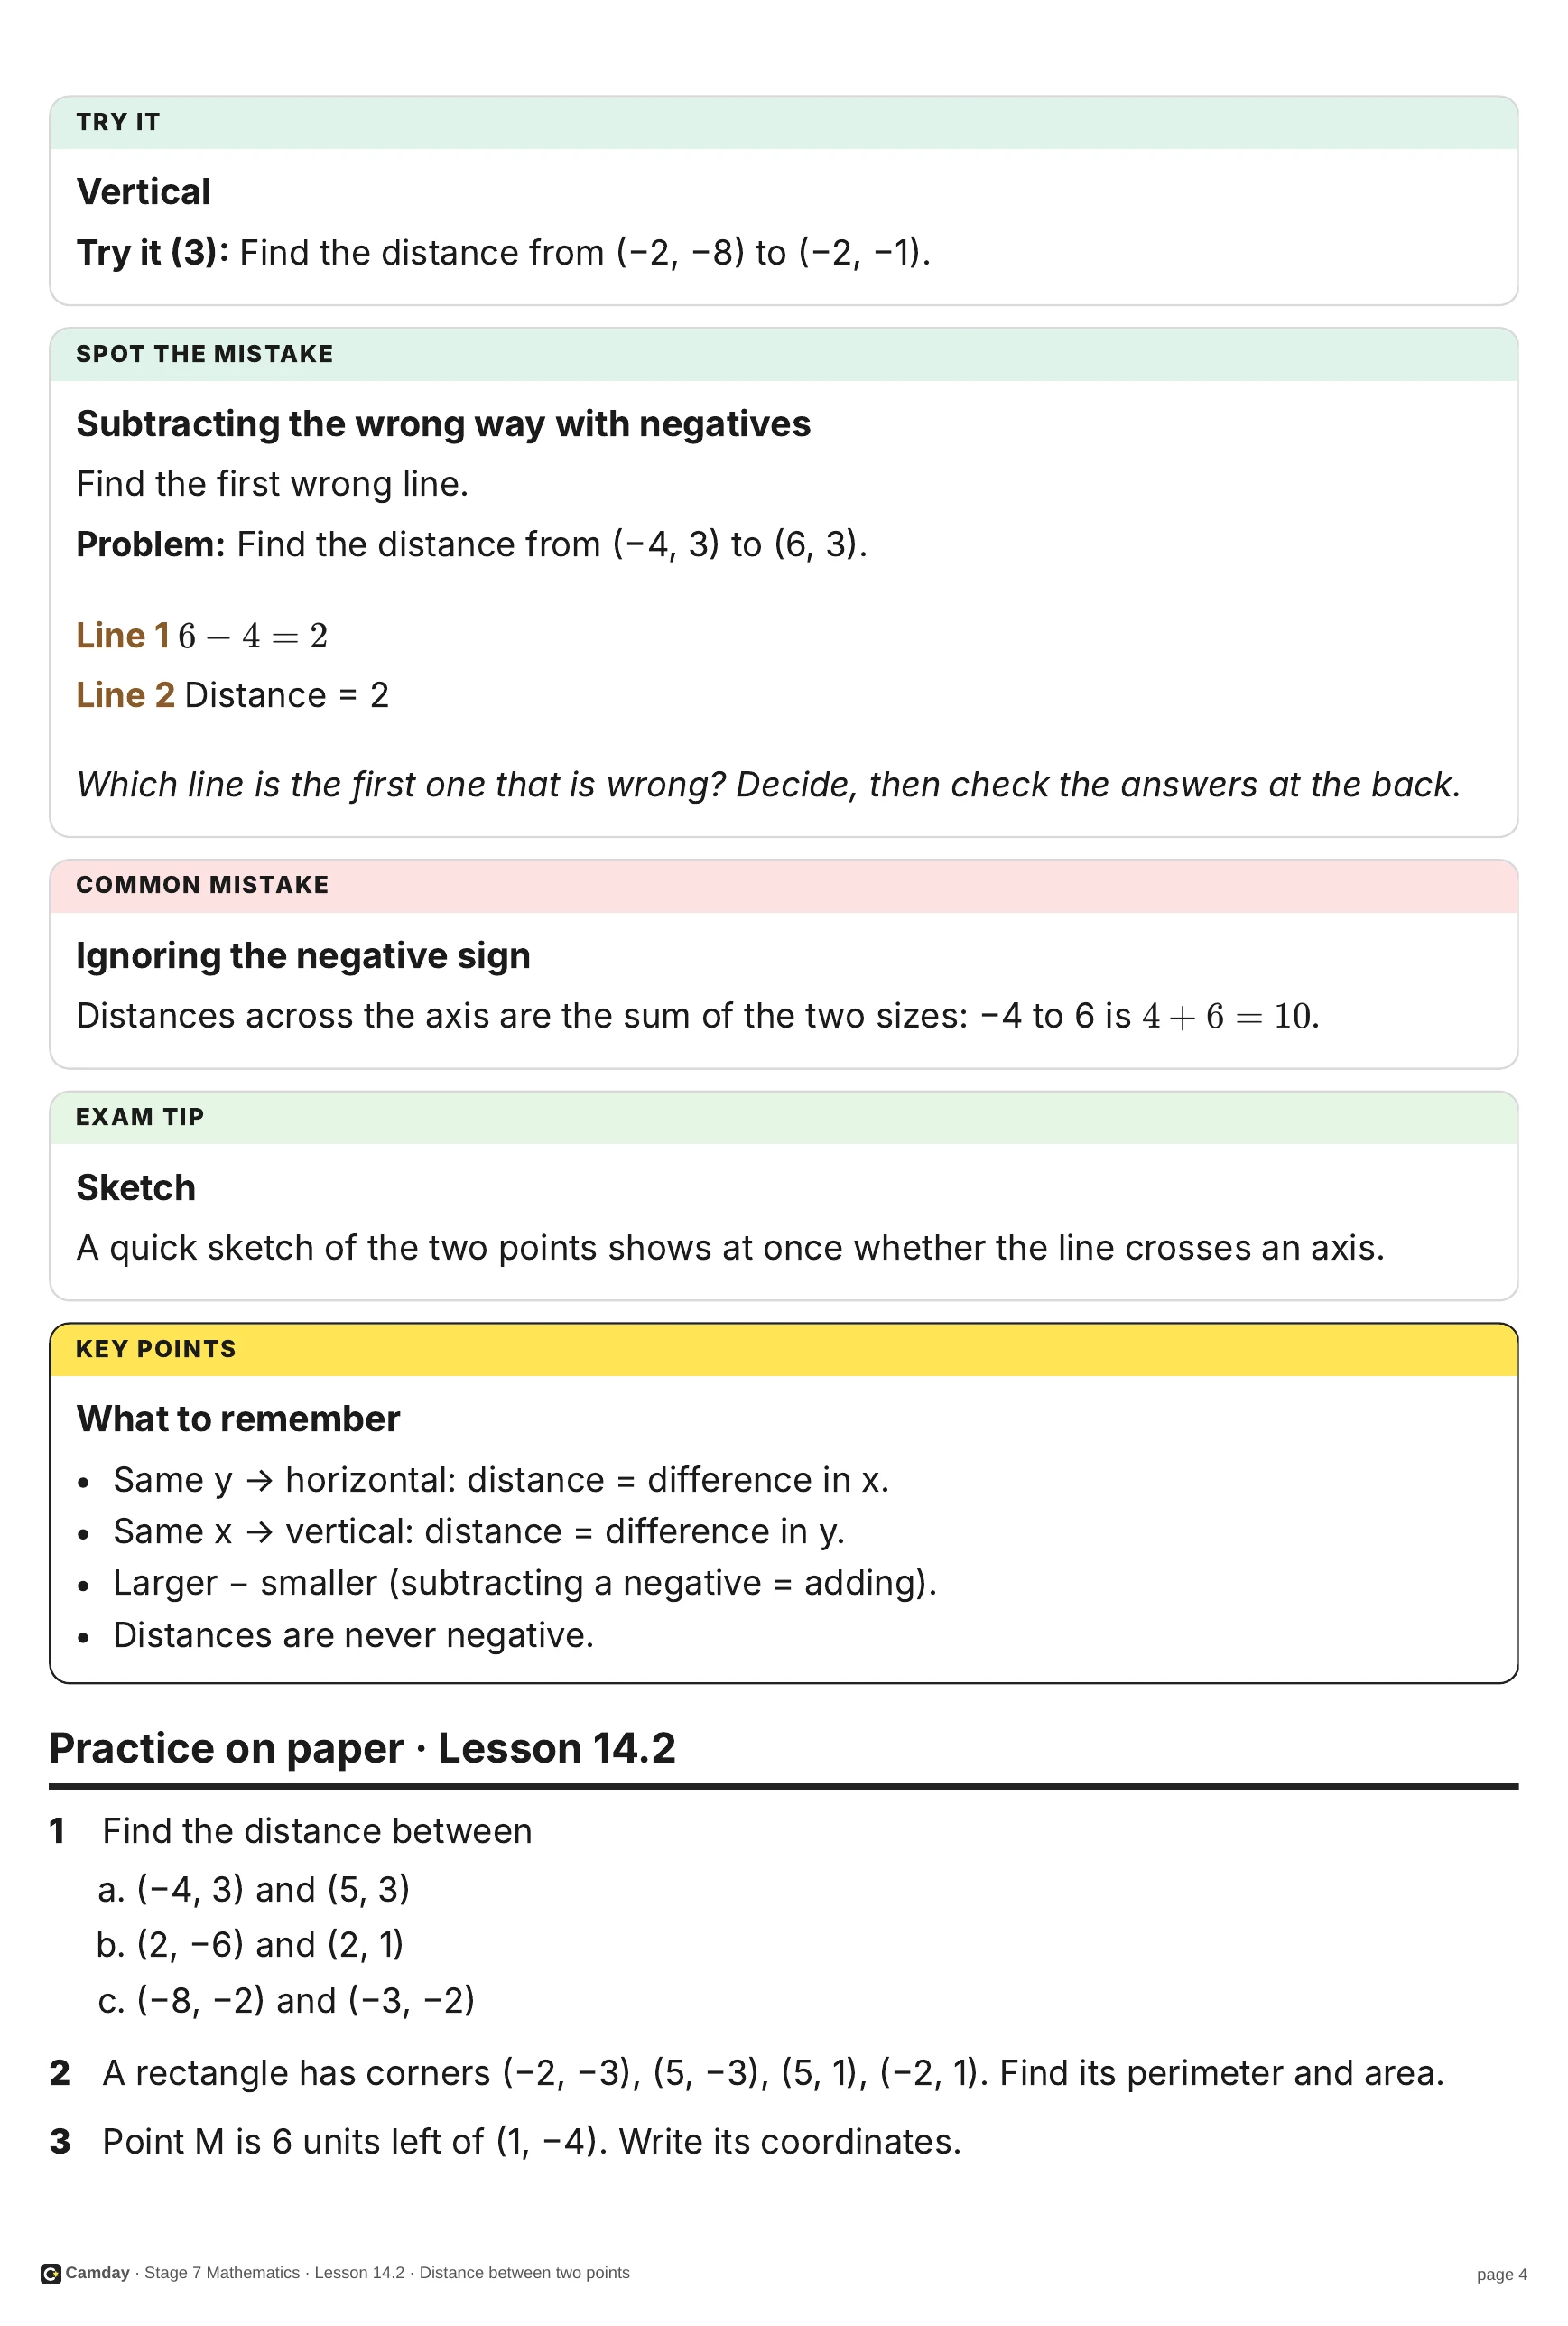 TRY IT
Vertical
Try it (3): Find the distance from (−2, −8) to (−2, −1).
SPOT THE MISTAKE
Subtracting the wrong way with negatives
Find the first wrong line.
Problem: Find the distance from (−4, 3) to (6, 3).
Line 1 6 − 4 = 2
Line 2 Distance = 2
Which line is the first one that is wrong? Decide, then check the answers at the back.
COMMON MISTAKE
Ignoring the negative sign
Distances across the axis are the sum of the two sizes: −4 to 6 is 4 + 6 = 10.
EXAM TIP
Sketch
A quick sketch of the two points shows at once whether the line crosses an axis.
KEY POINTS
What to remember
• Same y → horizontal: distance = difference in x.
• Same x → vertical: distance = difference in y.
• Larger − smaller (subtracting a negative = adding).
• Distances are never negative.
Practice on paper · Lesson 14.2
1 Find the distance between
a. (−4, 3) and (5, 3)
b. (2, −6) and (2, 1)
c. (−8, −2) and (−3, −2)
2 A rectangle has corners (−2, −3), (5, −3), (5, 1), (−2, 1). Find its perimeter and area.
3 Point M is 6 units left of (1, −4). Write its coordinates.
Camday · Stage 7 Mathematics · Lesson 14.2 · Distance between two points
page 4